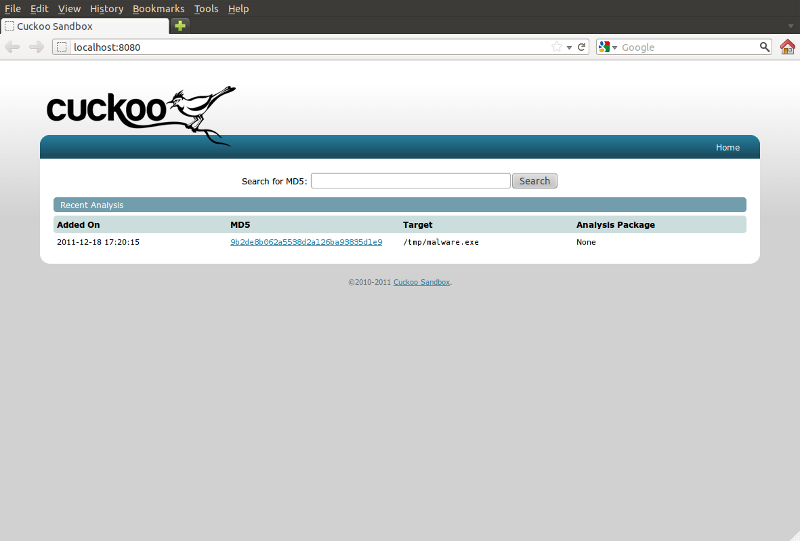 File Edit View History Bookmarks Tools Help
Cuckoo Sandbox
localhost:8080 Google
cuckoo
Home
Search for MD5: Search
Recent Analysis
Added On MD5 Target Analysis Package
2011-12-18 17:20:15 9b2de8b062a5538d2a126ba93835d1e9 /tmp/malware.exe None
©2010-2011 Cuckoo Sandbox.